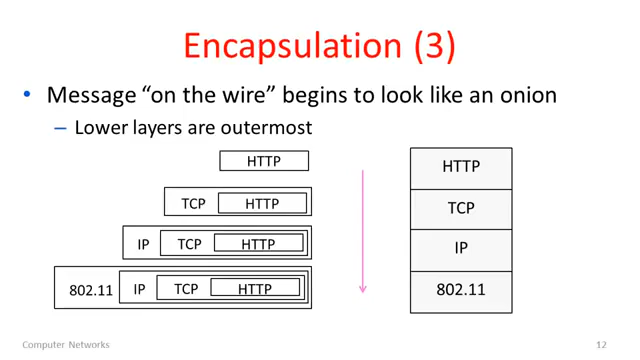 Encapsulation (3)
• Message “on the wire” begins to look like an onion
– Lower layers are outermost
HTTP
TCP HTTP
IP TCP HTTP
802.11 IP TCP HTTP
HTTP
TCP
IP
802.11
Computer Networks
12